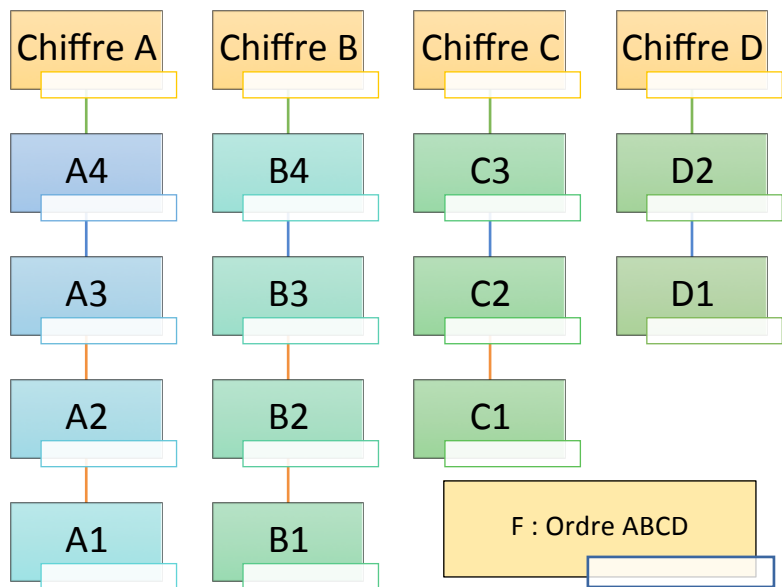 Chiffre A
Chiffre B
Chiffre C
Chiffre D
A4
B4
C3
D2
A3
B3
C2
D1
A2
B2
C1
A1
B1
F : Ordre ABCD